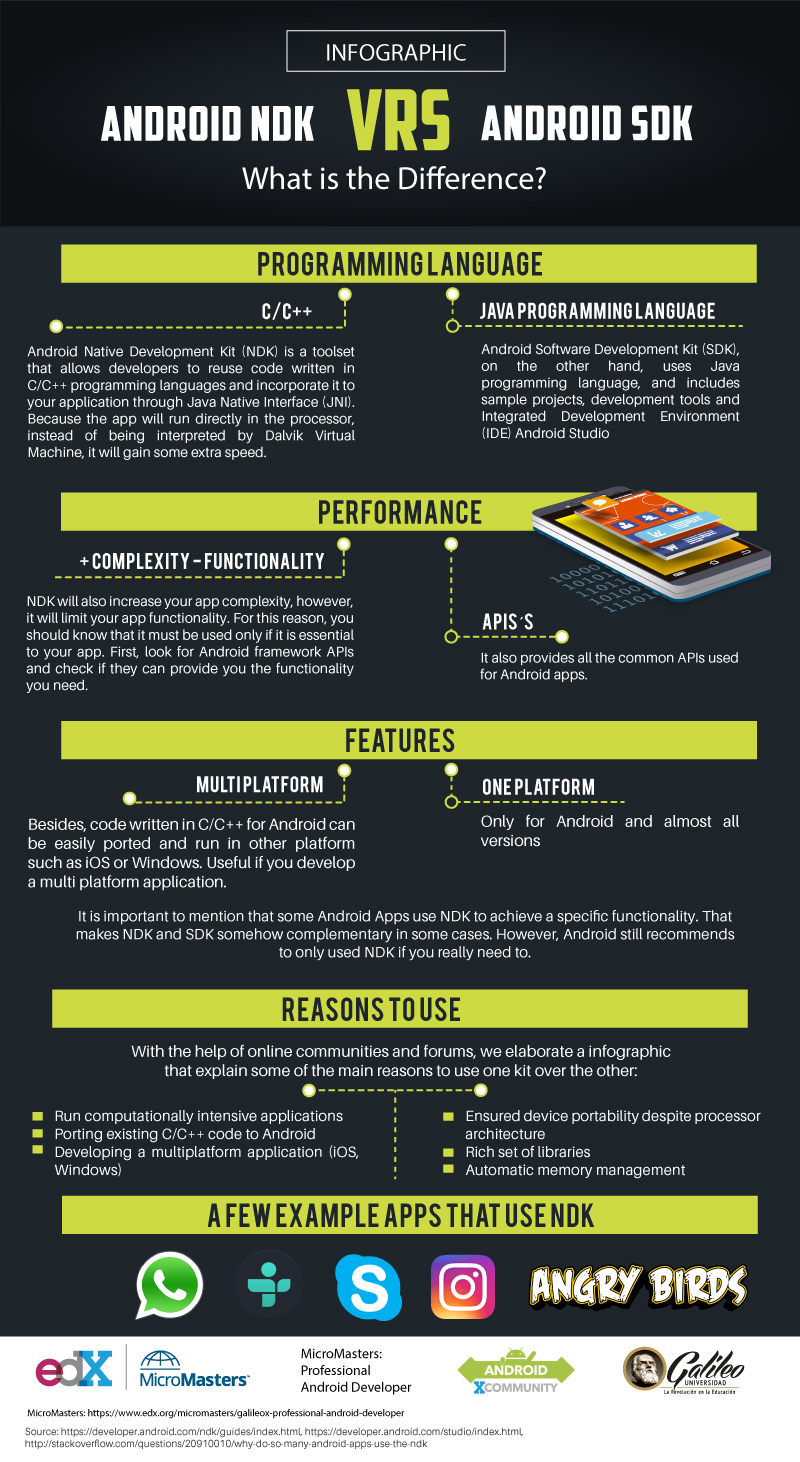 INFOGRAPHIC
ANDROID NDK VRS ANDROID SDK
What is the Difference?
PROGRAMMING LANGUAGE
C/C++
Android Native Development Kit (NDK) is a toolset
that allows developers to reuse code written in
C/C++ programming languages and incorporate it to
your application through Java Native Interface (JNI).
Because the app will run directly in the processor,
instead of being interpreted by Dalvik Virtual
Machine, it will gain some extra speed.
JAVA PROGRAMMING LANGUAGE
Android Software Development Kit (SDK),
on the other hand, uses Java
programming language, and includes
sample projects, development tools and
Integrated Development Environment
(IDE) Android Studio
PERFORMANCE
+ COMPLEXITY - FUNCTIONALITY
NDK will also increase your app complexity, however,
it will limit your app functionality. For this reason, you
should know that it must be used only if it is essential
to your app. First, look for Android framework APIs
and check if they can provide you the functionality
you need.
10000
10101
10101
11101
APIS´S
It also provides all the common APIs used
for Android apps.
FEATURES
MULTIPLATFORM
Besides, code written in C/C++ for Android can
be easily ported and run in other platform
such as iOS or Windows. Useful if you develop
a multi platform application.
ONE PLATFORM
Only for Android and almost all
versions
It is important to mention that some Android Apps use NDK to achieve a specific functionality. That
makes NDK and SDK somehow complementary in some cases. However, Android still recommends
to only used NDK if you really need to.
REASONS TO USE
With the help of online communities and forums, we elaborate a infographic
that explain some of the main reasons to use one kit over the other:
Run computationally intensive applications
Porting existing C/C++ code to Android
Developing a multiplatform application (iOS,
Windows)
Ensured device portability despite processor
architecture
Rich set of libraries
Automatic memory management
A FEW EXAMPLE APPS THAT USE NDK
S
ANGRY BIRDS
edX
MicroMasters
MicroMasters:
Professional
Android Developer
ANDROID
XCOMMUNITY
Galileo
UNIVERSIDAD
La Revolución en la Educación
MicroMasters: https://www.edx.org/micromasters/galileox-professional-android-developer
Source: https://developer.android.com/ndk/guides/index.html, https://developer.android.com/studio/index.html,
http://stackoverflow.com/questions/20910010/why-do-so-many-android-apps-use-the-ndk